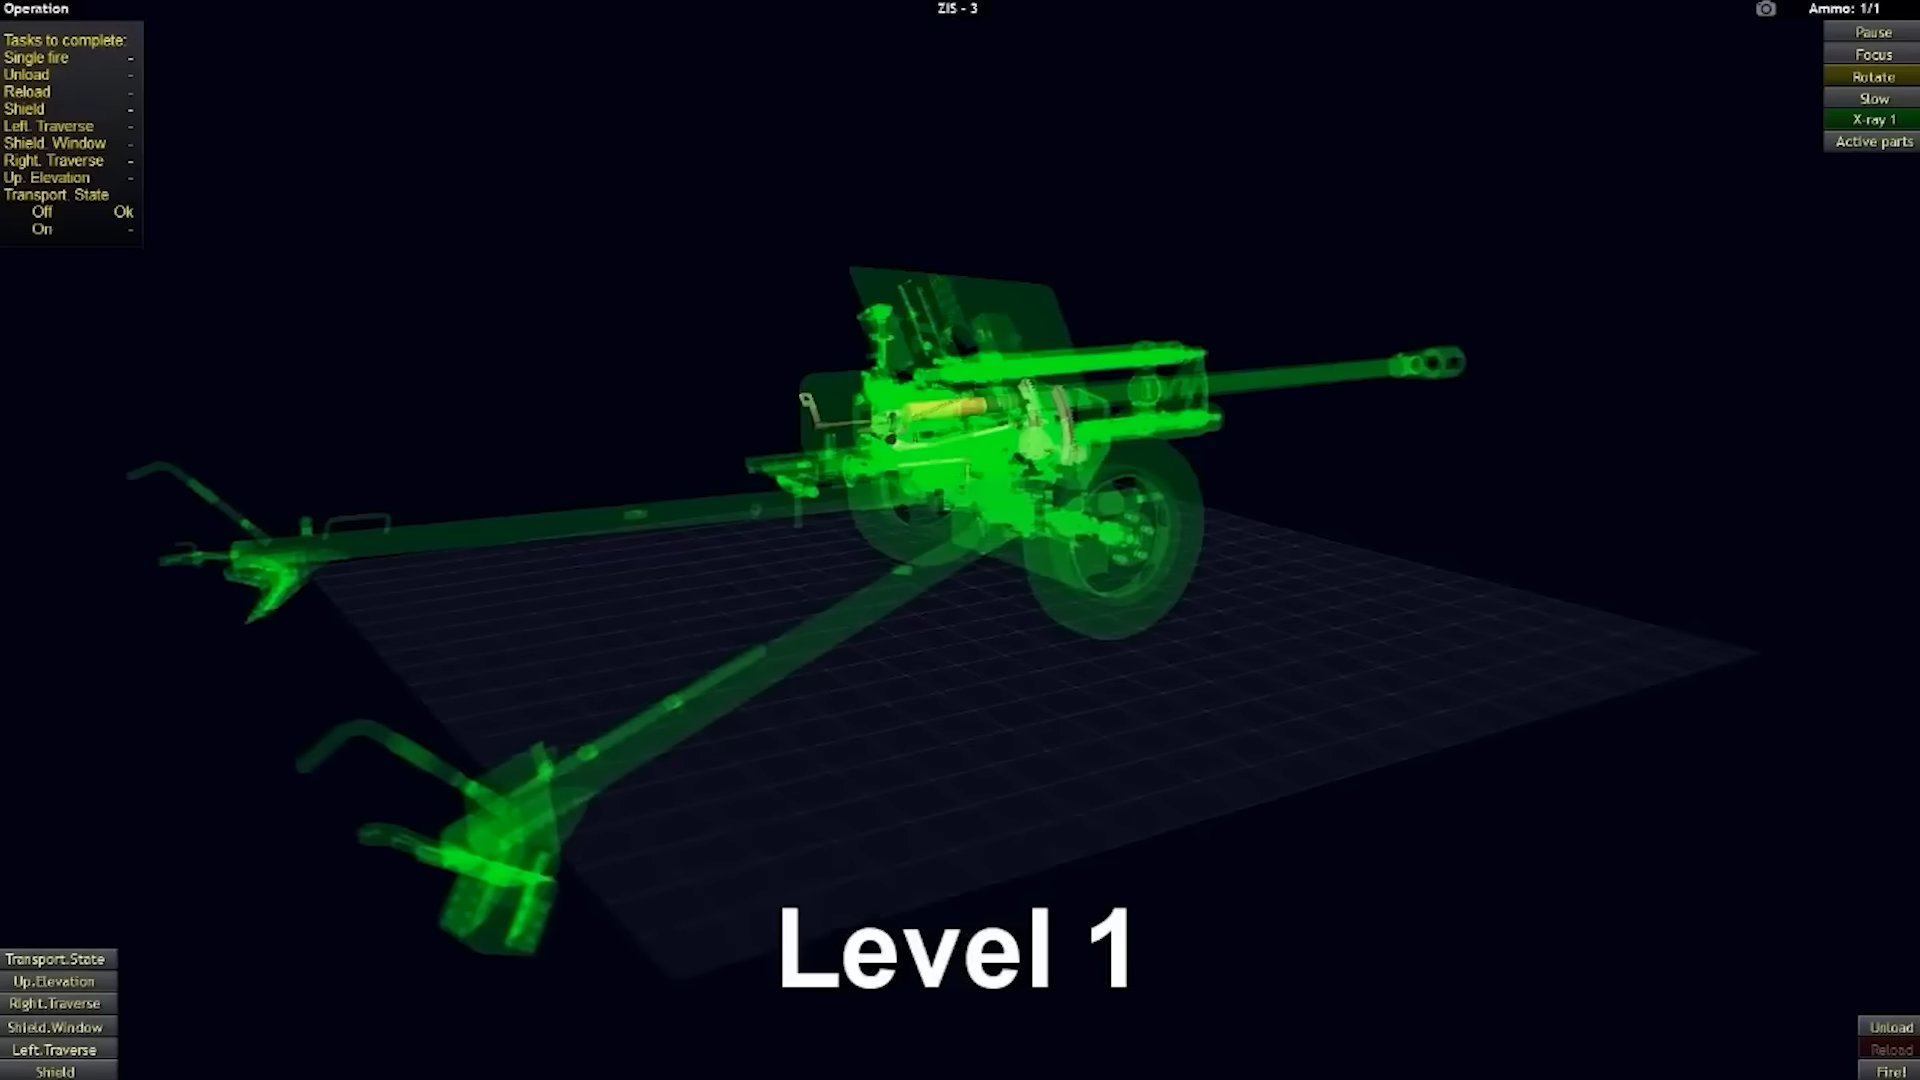 Operation
ZIS - 3
Ammo: 1/1
Tasks to complete:
Single fire -
Unload -
Reload -
Shield -
Left. Traverse -
Shield. Window -
Right. Traverse -
Up. Elevation -
Transport. State
Off Ok
On -
Pause
Focus
Rotate
Slow
X-ray 1
Active parts
Level 1
Transport.State
Up.Elevation
Right.Traverse
Shield.Window
Left.Traverse
Shield
Unload
Reload
Fire!